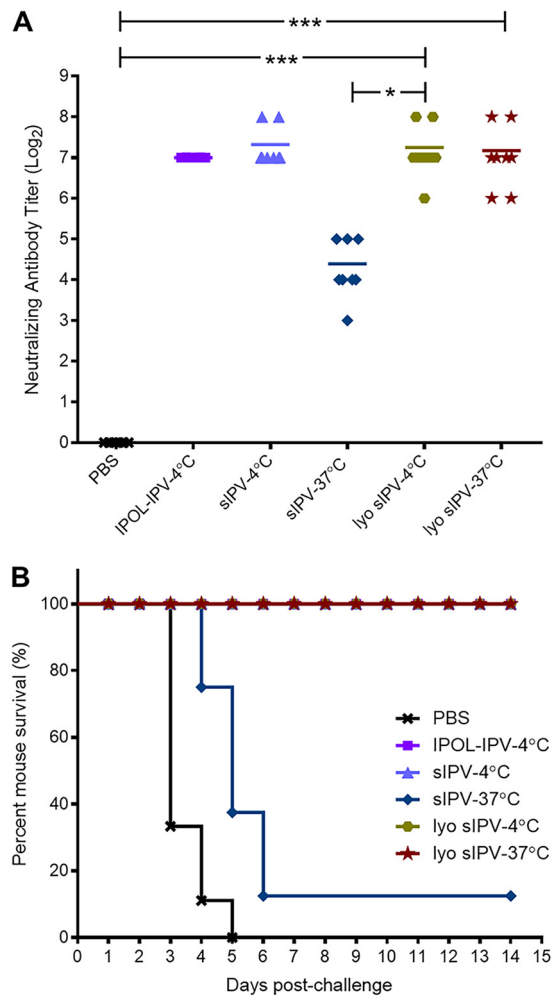 A
***
***
*
Neutralizing Antibody Titer (Log₂)
9
8
7
6
5
4
3
2
1
0
PBS
IPOL-IPV-4°C
sIPV-4°C
sIPV-37°C
lyo sIPV-4°C
lyo sIPV-37°C
B
Percent mouse survival (%)
100
80
60
40
20
0
PBS
IPOL-IPV-4°C
sIPV-4°C
sIPV-37°C
lyo sIPV-4°C
lyo sIPV-37°C
0 1 2 3 4 5 6 7 8 9 10 11 12 13 14 15
Days post-challenge